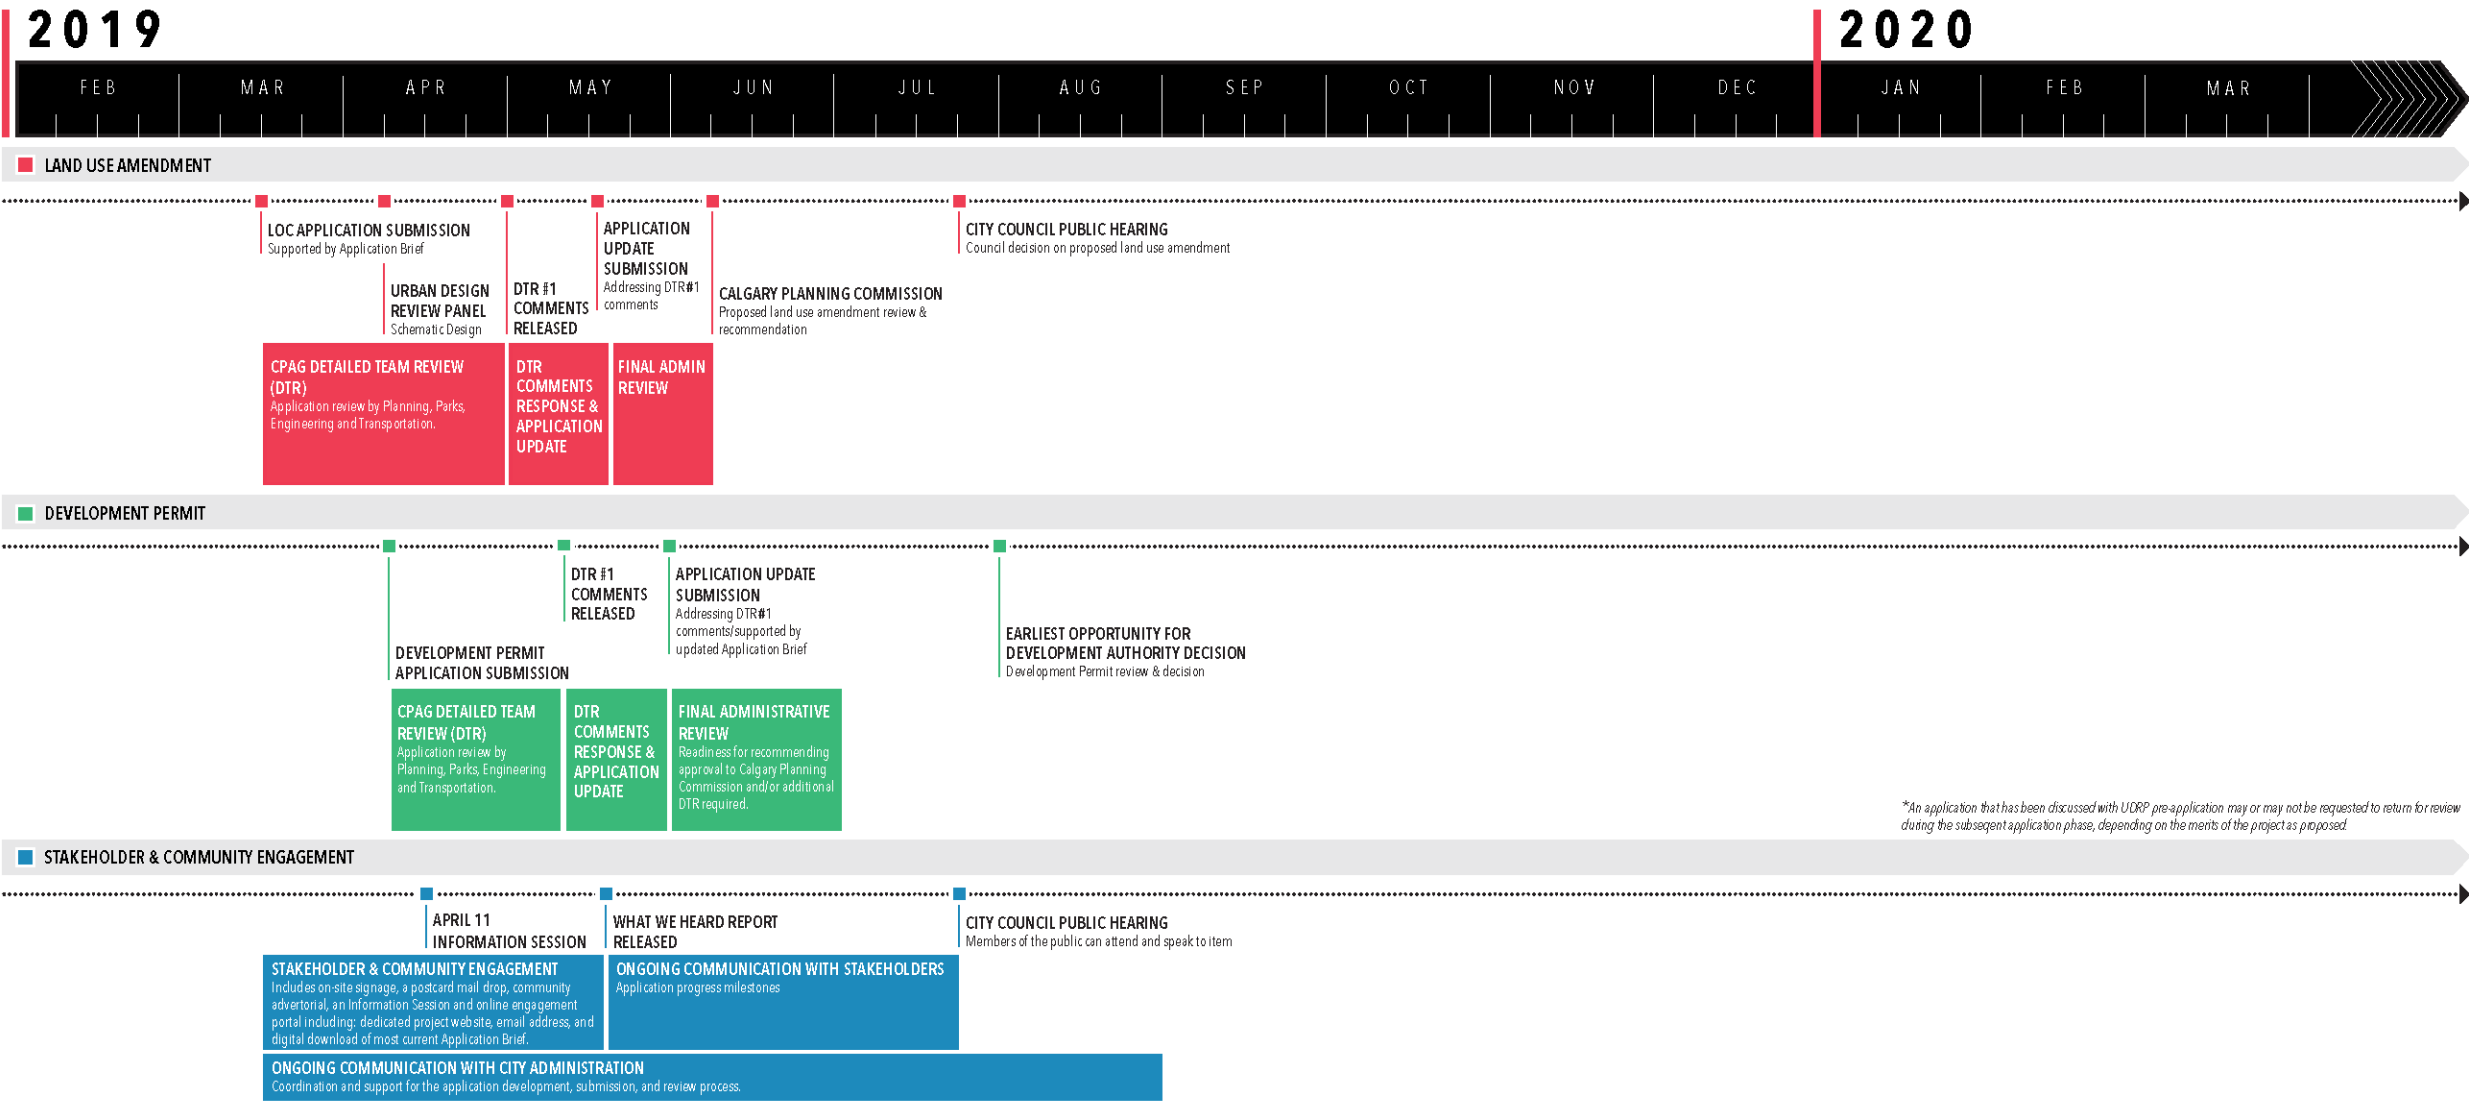 2019
2020
FEB
MAR
APR
MAY
JUN
JUL
AUG
SEP
OCT
NOV
DEC
JAN
FEB
MAR
LAND USE AMENDMENT
LOC APPLICATION SUBMISSION
Supported by Application Brief
URBAN DESIGN
REVIEW PANEL
Schematic Design
DTR #1
COMMENTS
RELEASED
APPLICATION
UPDATE
SUBMISSION
Addressing DTR#1
comments
CALGARY PLANNING COMMISSION
Proposed land use amendment review &
recommendation
CITY COUNCIL PUBLIC HEARING
Council decision on proposed land use amendment
CPAG DETAILED TEAM REVIEW
(DTR)
Application review by Planning, Parks,
Engineering and Transportation.
DTR
COMMENTS
RESPONSE &
APPLICATION
UPDATE
FINAL ADMIN
REVIEW
DEVELOPMENT PERMIT
DEVELOPMENT PERMIT
APPLICATION SUBMISSION
DTR #1
COMMENTS
RELEASED
APPLICATION UPDATE
SUBMISSION
Addressing DTR#1
comments/supported by
updated Application Brief
EARLIEST OPPORTUNITY FOR
DEVELOPMENT AUTHORITY DECISION
Development Permit review & decision
CPAG DETAILED TEAM
REVIEW (DTR)
Application review by
Planning, Parks, Engineering
and Transportation.
DTR
COMMENTS
RESPONSE &
APPLICATION
UPDATE
FINAL ADMINISTRATIVE
REVIEW
Readiness for recommending
approval to Calgary Planning
Commission and/or additional
DTR required.
*An application that has been discussed with UDRP pre-application may or may not be requested to return for review
during the subseqent application phase, depending on the merits of the project as proposed.
STAKEHOLDER & COMMUNITY ENGAGEMENT
APRIL 11
INFORMATION SESSION
WHAT WE HEARD REPORT
RELEASED
CITY COUNCIL PUBLIC HEARING
Members of the public can attend and speak to item
STAKEHOLDER & COMMUNITY ENGAGEMENT
Includes on-site signage, a postcard mail drop, community
advertorial, an Information Session and online engagement
portal including: dedicated project website, email address, and
digital download of most current Application Brief.
ONGOING COMMUNICATION WITH STAKEHOLDERS
Application progress milestones
ONGOING COMMUNICATION WITH CITY ADMINISTRATION
Coordination and support for the application development, submission, and review process.